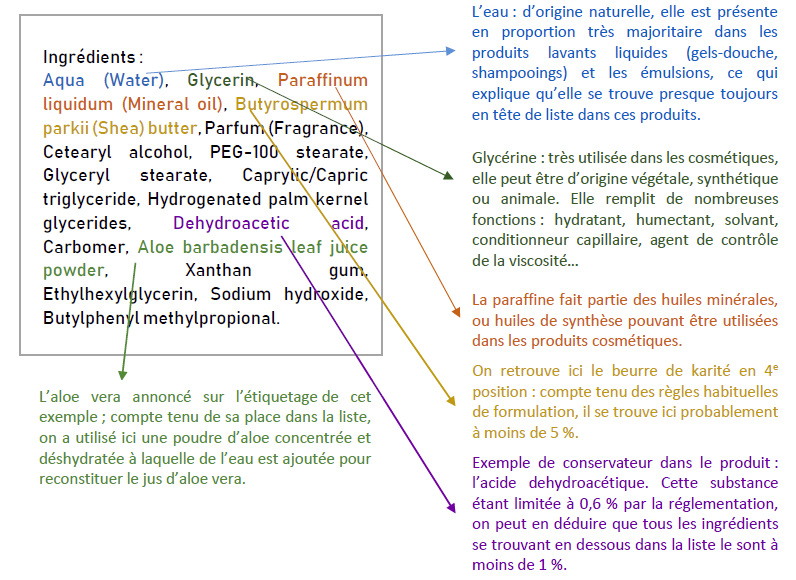 Ingrédients :
Aqua (Water), Glycerin, Paraffinum
liquidum (Mineral oil), Butyrospermum
parkii (Shea) butter, Parfum (Fragrance),
Cetearyl alcohol, PEG-100 stearate,
Glyceryl stearate, Caprylic/Capric
triglyceride, Hydrogenated palm kernel
glycerides, Dehydroacetic acid,
Carbomer, Aloe barbadensis leaf juice
powder, Xanthan gum,
Ethylhexylglycerin, Sodium hydroxide,
Butylphenyl methylpropional.
L’aloe vera annoncé sur l’étiquetage de cet
exemple ; compte tenu de sa place dans la liste,
on a utilisé ici une poudre d’aloe concentrée et
déshydratée à laquelle de l’eau est ajoutée pour
reconstituer le jus d’aloe vera.
L’eau : d’origine naturelle, elle est présente
en proportion très majoritaire dans les
produits lavants liquides (gels-douche,
shampooings) et les émulsions, ce qui
explique qu’elle se trouve presque toujours
en tête de liste dans ces produits.
Glycérine : très utilisée dans les cosmétiques,
elle peut être d’origine végétale, synthétique
ou animale. Elle remplit de nombreuses
fonctions : hydratant, humectant, solvant,
conditionneur capillaire, agent de contrôle
de la viscosité…
La paraffine fait partie des huiles minérales,
ou huiles de synthèse pouvant être utilisées
dans les produits cosmétiques.
On retrouve ici le beurre de karité en 4e
position : compte tenu des règles habituelles
de formulation, il se trouve ici probablement
à moins de 5 %.
Exemple de conservateur dans le produit :
l’acide dehydroacétique. Cette substance
étant limitée à 0,6 % par la réglementation,
on peut en déduire que tous les ingrédients
se trouvant en dessous dans la liste le sont à
moins de 1 %.